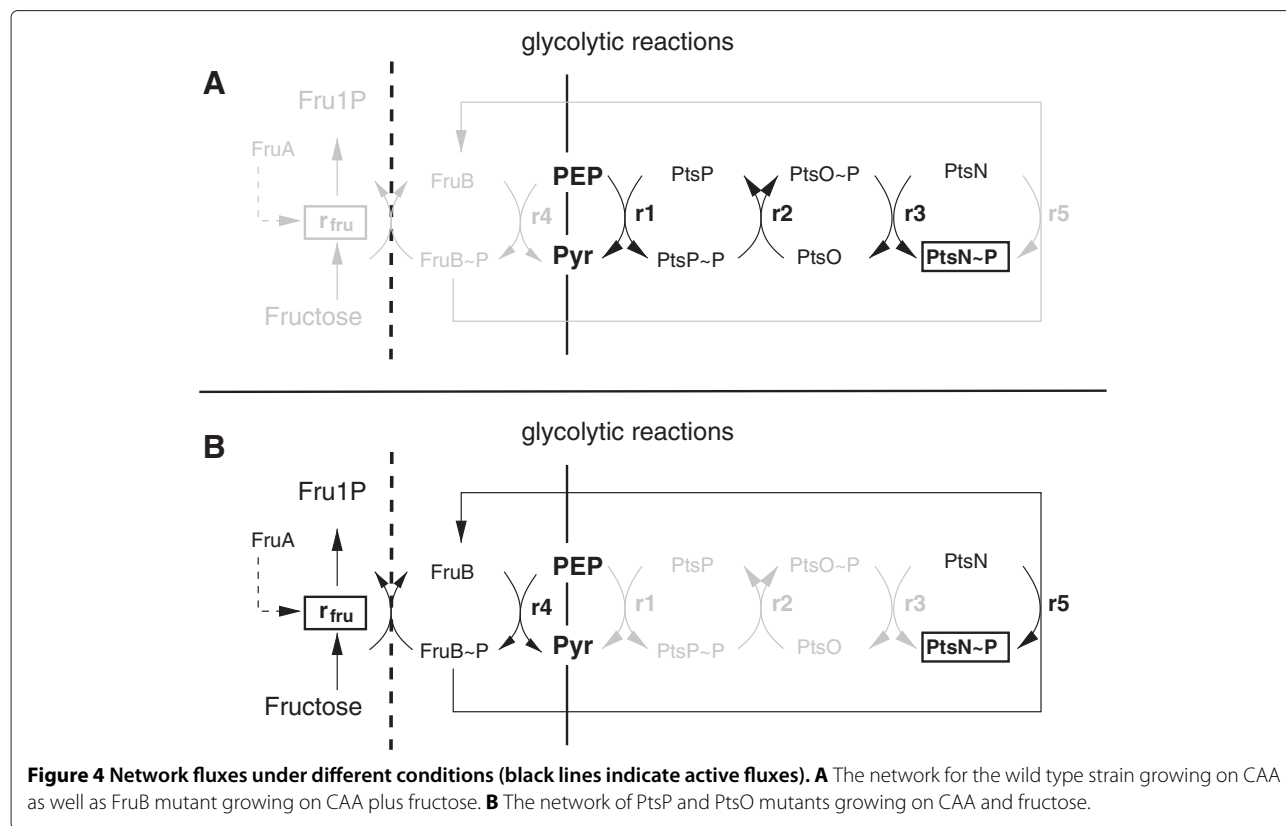 glycolytic reactions
A
Fru1P
FruA
FruB
PEP
PtsP
PtsO~P
PtsN
r_fru
r4
r1
r2
r3
r5
FruB~P
Pyr
PtsP~P
PtsO
PtsN~P
Fructose
glycolytic reactions
B
Fru1P
FruA
FruB
PEP
PtsP
PtsO~P
PtsN
r_fru
r4
r1
r2
r3
r5
FruB~P
Pyr
PtsP~P
PtsO
PtsN~P
Fructose
Figure 4 Network fluxes under different conditions (black lines indicate active fluxes). A The network for the wild type strain growing on CAA
as well as FruB mutant growing on CAA plus fructose. B The network of PtsP and PtsO mutants growing on CAA and fructose.